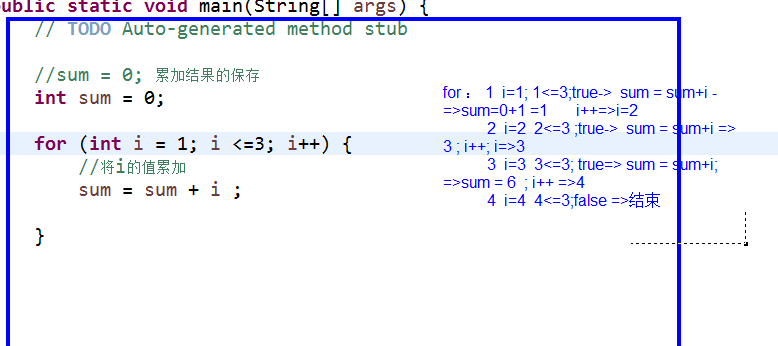 public static void main(String[] args) {
// TODO Auto-generated method stub
//sum = 0; 累加结果的保存
int sum = 0;
for (int i = 1; i <=3; i++) {
//将i的值累加
sum = sum + i ;
}
for： 1 i=1; 1<=3;true-> sum = sum+i -
=>sum=0+1 =1 i++=>i=2
2 i=2 2<=3 ;true-> sum = sum+i =>
3 ; i++; i=>3
3 i=3 3<=3; true=> sum = sum+i;
=>sum = 6 ; i++ =>4
4 i=4 4<=3;false =>结束